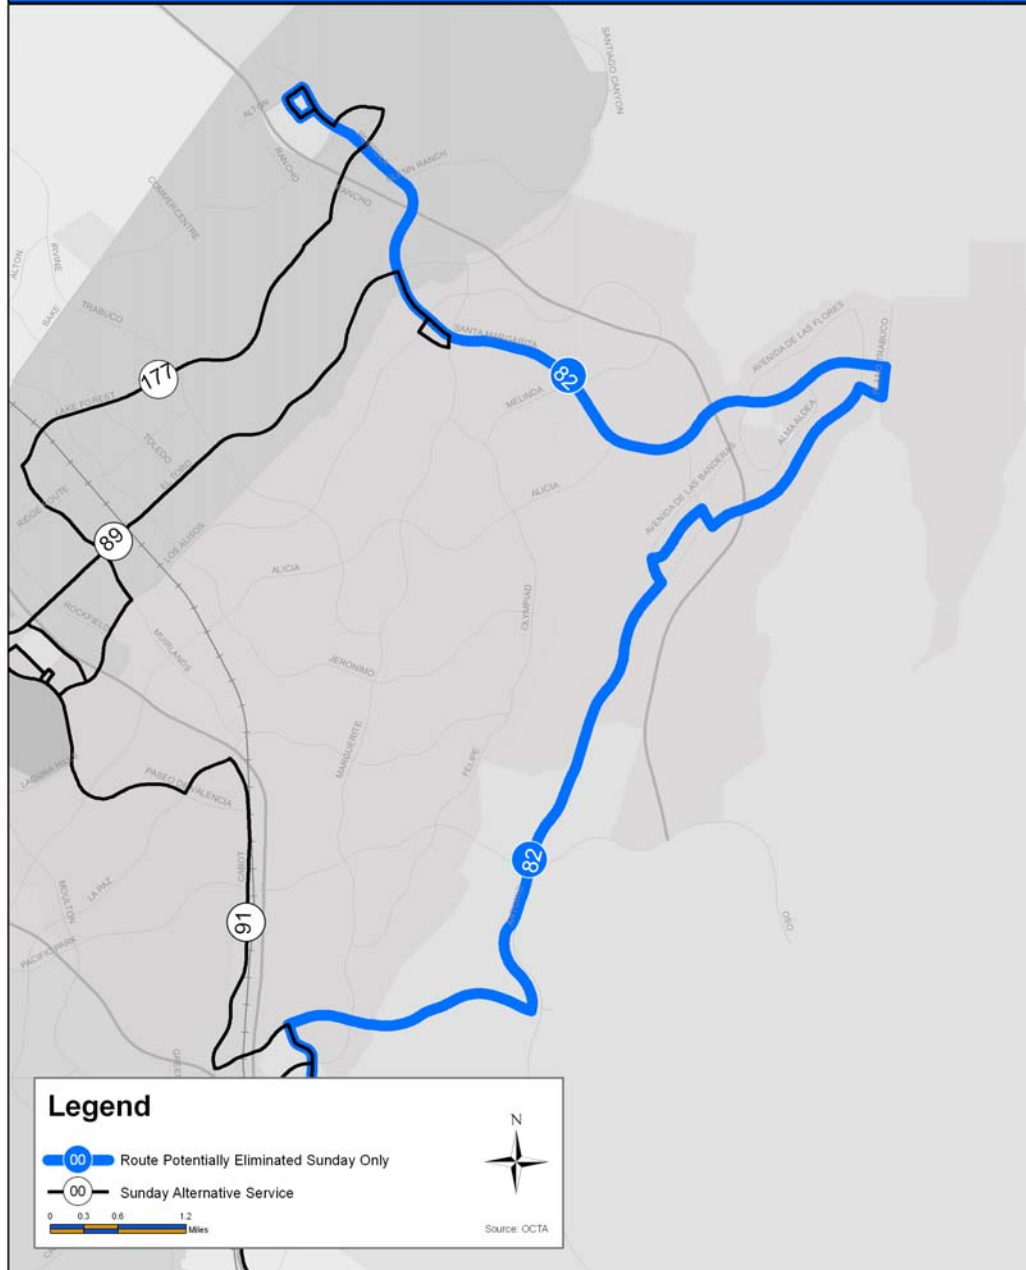 SANTIAGO CANYON
ALTON
RANCHO
RANCHO
COMMERCENTRE
ALTON
IRVINE
BAKE
TRABUCO
SANTA MARGARITA
AVENIDA DE LAS FLORES
177
82
LAKE FOREST
MELINDA
ALMA ALDEA
TOLEDO
EL TORO
AVENIDA DE LAS BANDERAS
RIDGE ROUTE
ALICIA
89
LOS ALISOS
ALICIA
OLYMPIAD
ROCKFIELD
MUIRLANDS
JERONIMO
MARGUERITE
FELIPE
PASEO DE VALENCIA
82
CABOT
LA PAZ
MOULTON
91
OSO
PACIFIC PARK
Legend
N
00 Route Potentially Eliminated Sunday Only
00 Sunday Alternative Service
0 0.3 0.6 1.2
Miles
Source: OCTA